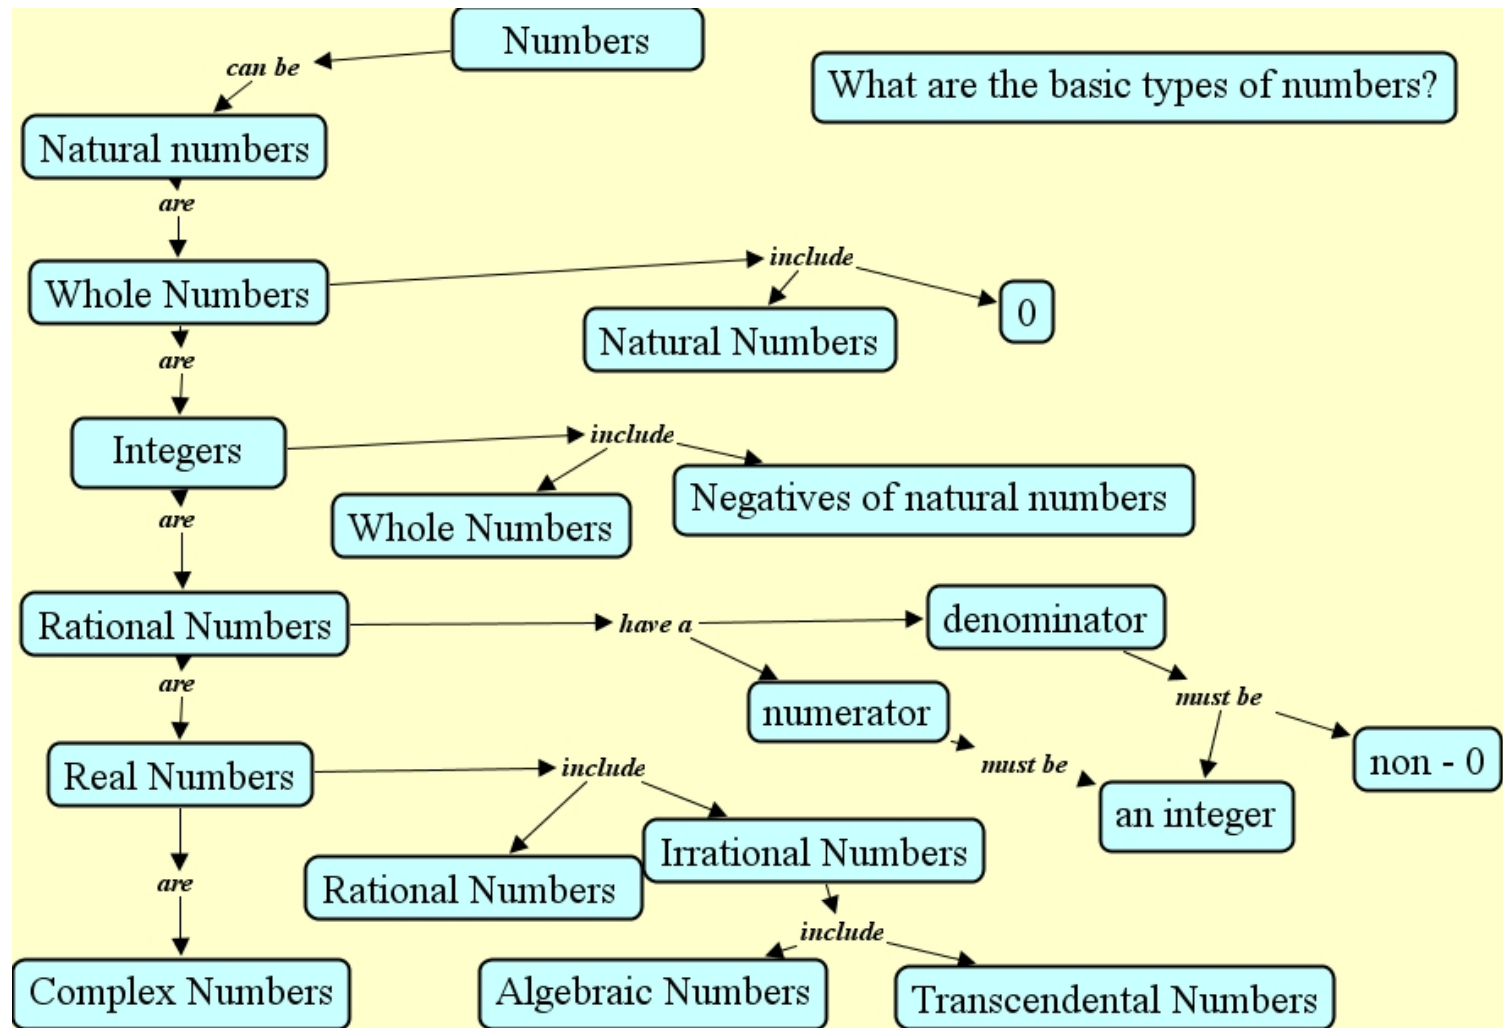 Numbers
can be
What are the basic types of numbers?
Natural numbers
are
Whole Numbers
include
Natural Numbers
0
are
Integers
include
Whole Numbers
Negatives of natural numbers
are
Rational Numbers
have a
denominator
numerator
must be
must be
non - 0
an integer
are
Real Numbers
include
Rational Numbers
Irrational Numbers
include
are
Complex Numbers
Algebraic Numbers
Transcendental Numbers